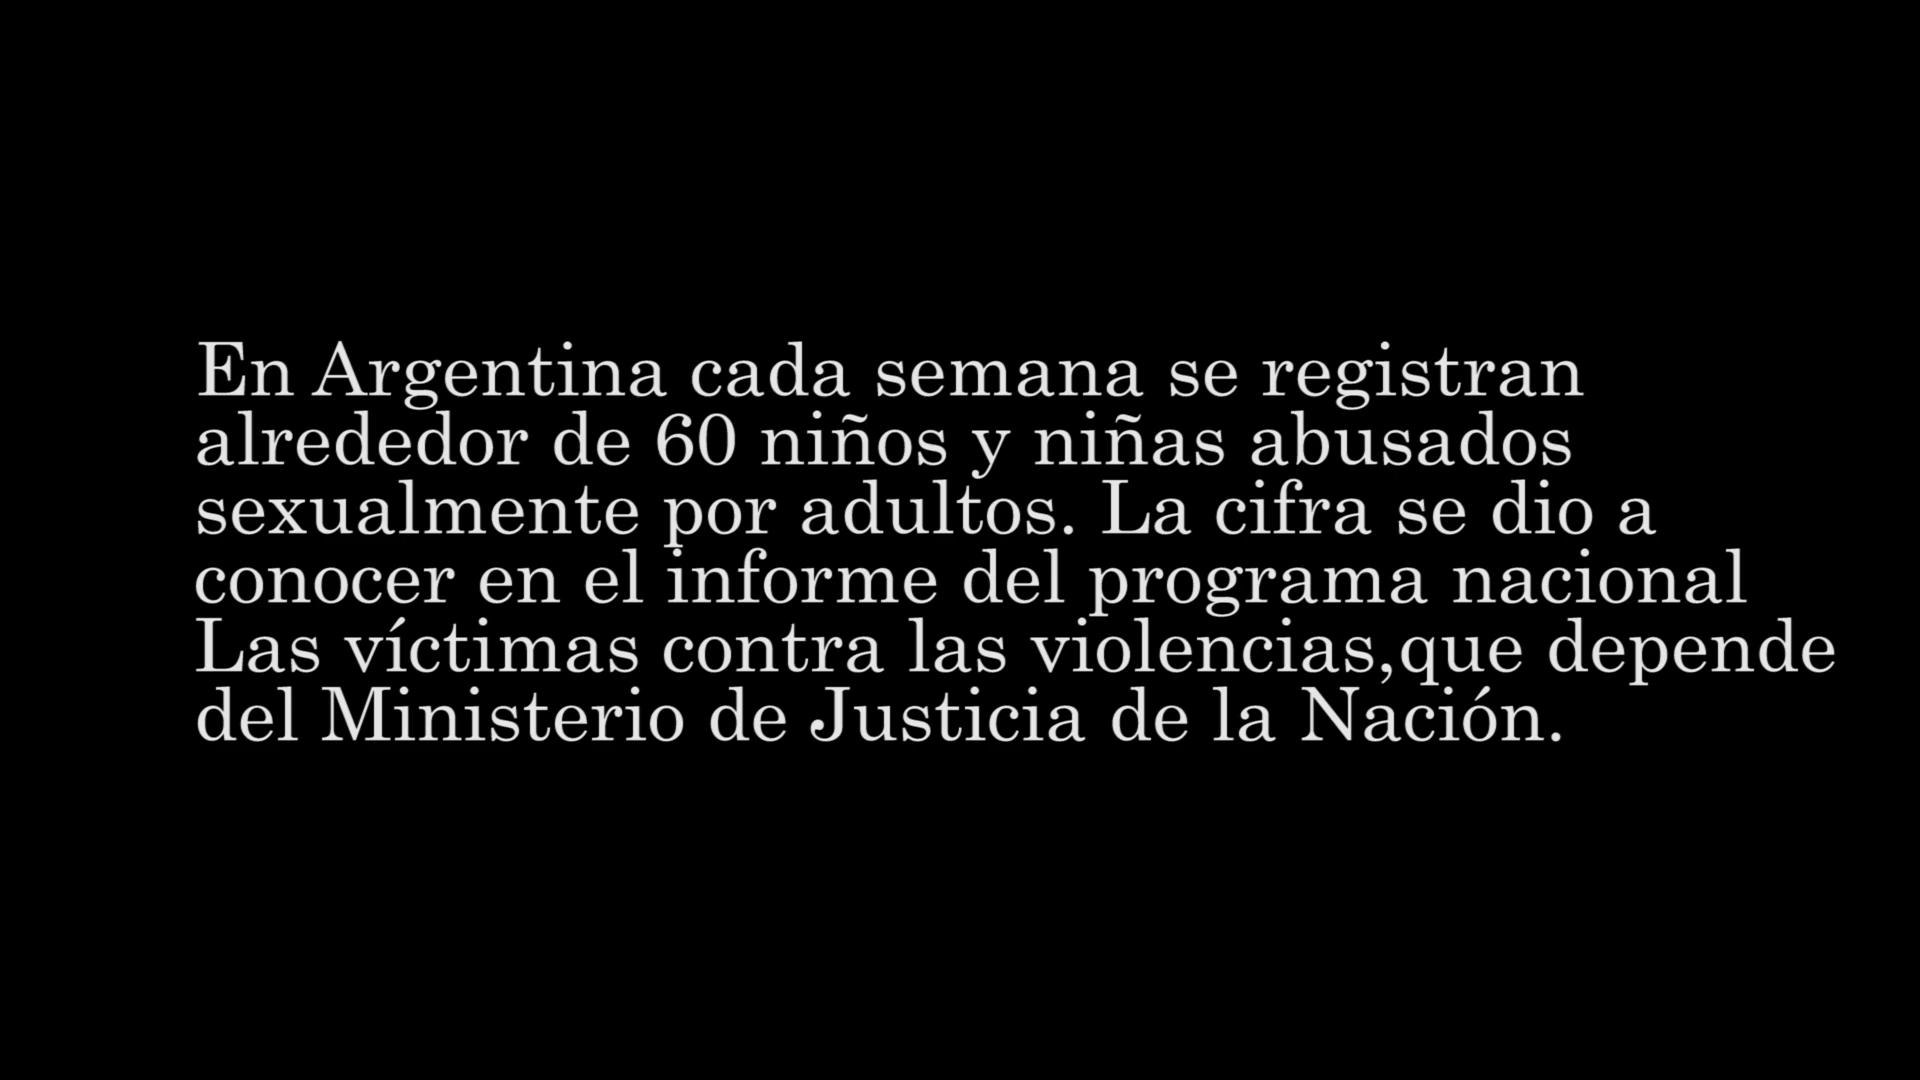 En Argentina cada semana se registran
alrededor de 60 niños y niñas abusados
sexualmente por adultos. La cifra se dio a
conocer en el informe del programa nacional
Las víctimas contra las violencias,que depende
del Ministerio de Justicia de la Nación.